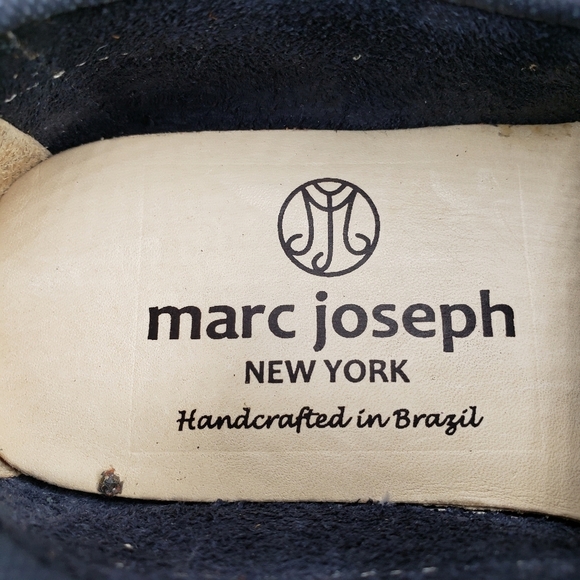 marc joseph
NEW YORK
Handcrafted in Brazil